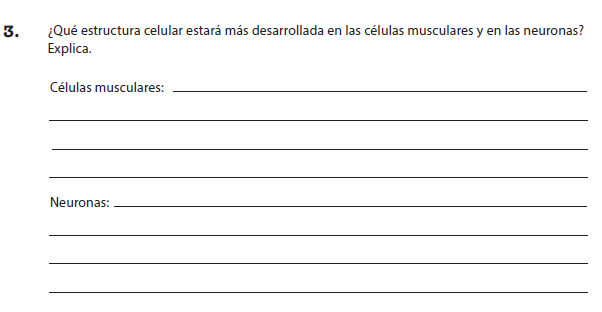 3. ¿Qué estructura celular estará más desarrollada en las células musculares y en las neuronas?
Explica.
Células musculares:
Neuronas: